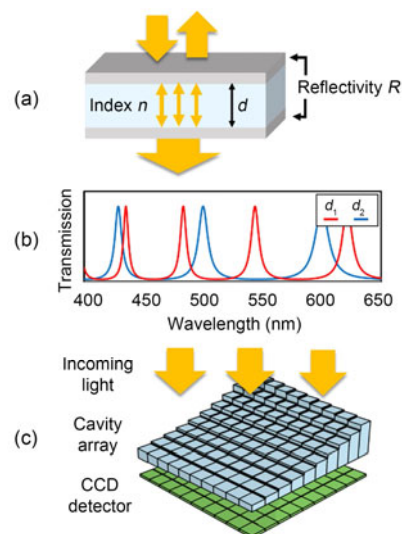 (a)
Index n
d
Reflectivity R
(b)
Transmission
d1 d2
400 450 500 550 600 650
Wavelength (nm)
Incoming
light
(c)
Cavity
array
CCD
detector